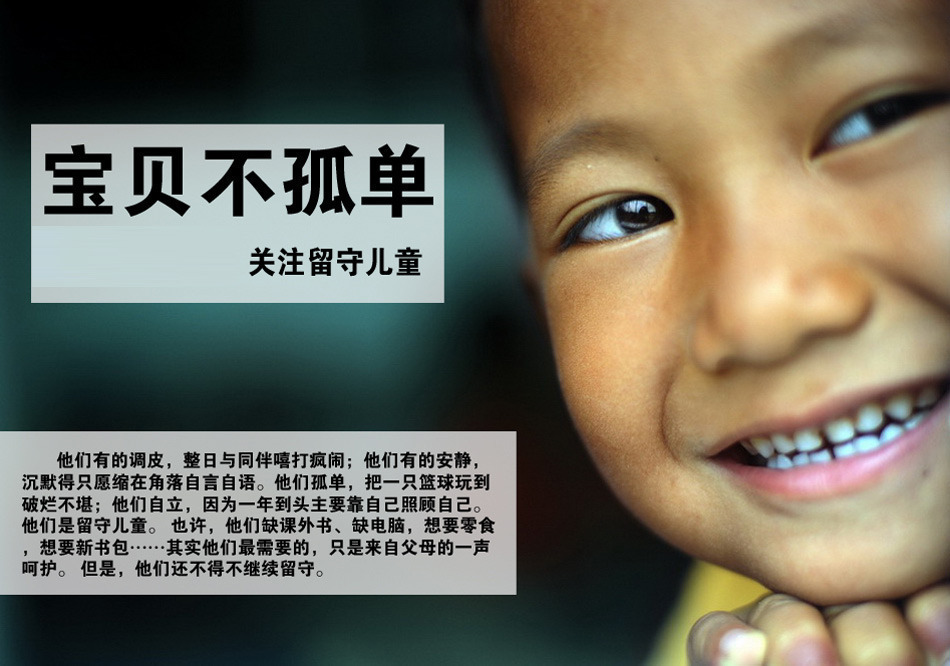 宝贝不孤单
关注留守儿童
他们有的调皮，整日与同伴嘻打疯闹；他们有的安静，
沉默得只愿缩在角落自言自语。他们孤单，把一只篮球玩到
破烂不堪；他们自立，因为一年到头主要靠自己照顾自己。
他们是留守儿童。 也许，他们缺课外书、缺电脑，想要零食
，想要新书包……其实他们最需要的，只是来自父母的一声
呵护。 但是，他们还不得不继续留守。